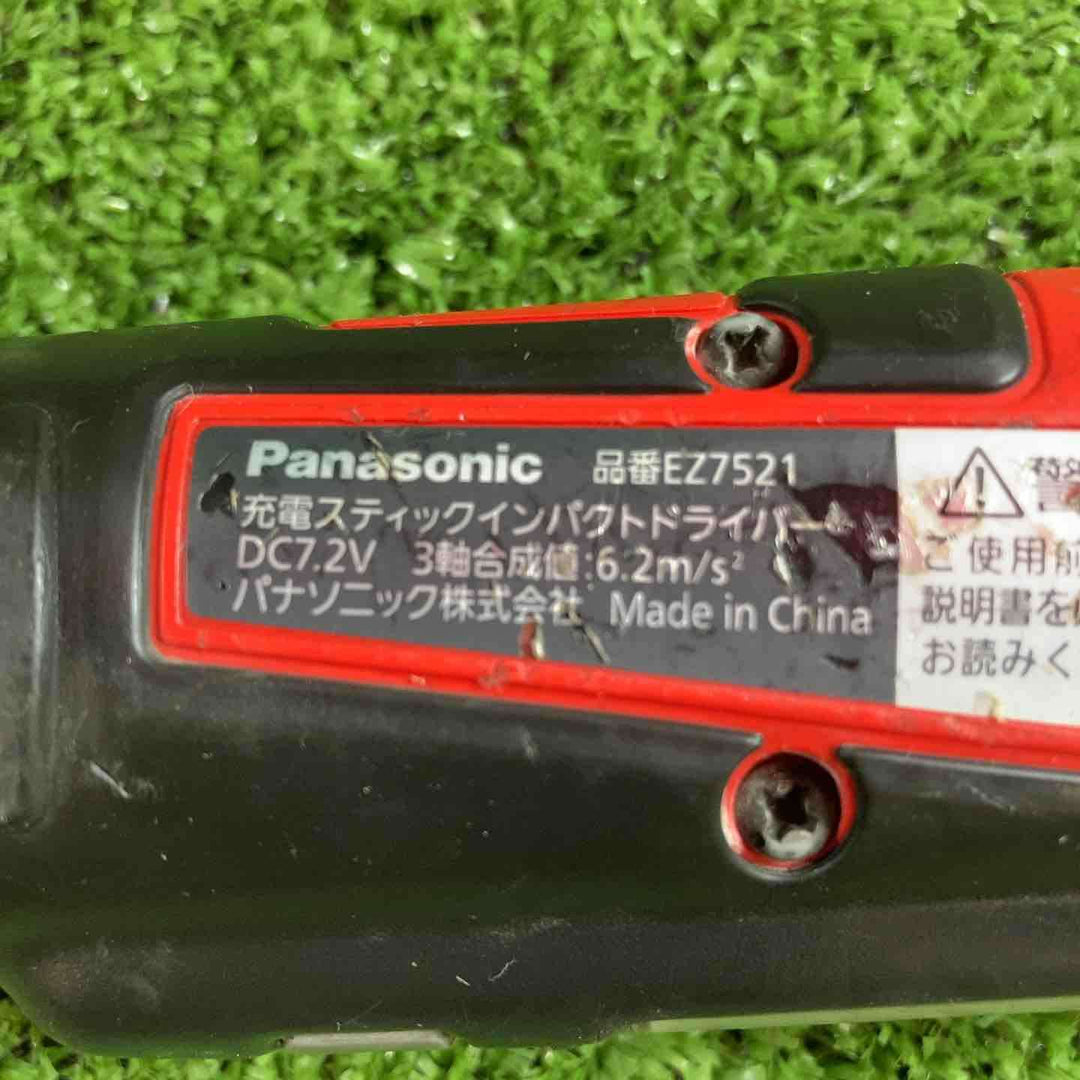 Panasonic 品番EZ7521
充電スティックインパクトドライバー
DC7.2V 3軸合成値:6.2m/s²
パナソニック株式会社 Made in China
ご使用前
説明書を
お読みく